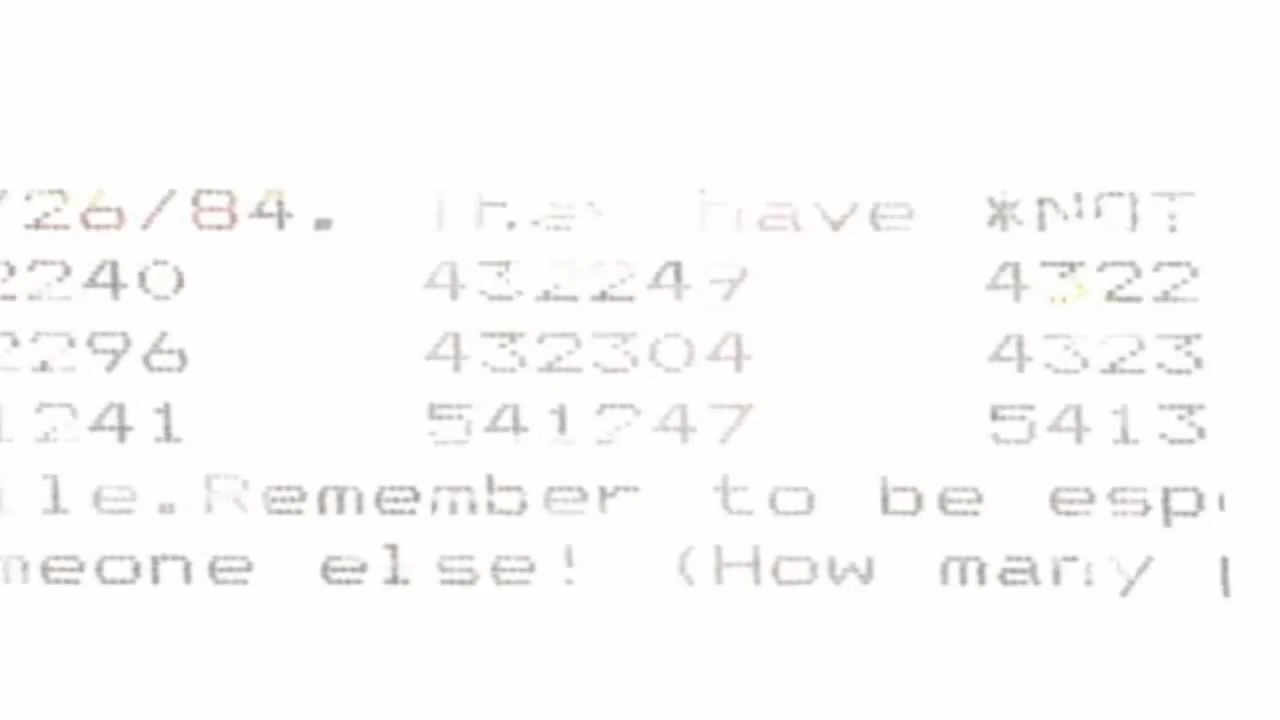 /26/84. They have *NOT
2240 432249 4322
2296 432304 4323
1241 541247 5413
ile.Remember to be esp
meone else! (How many